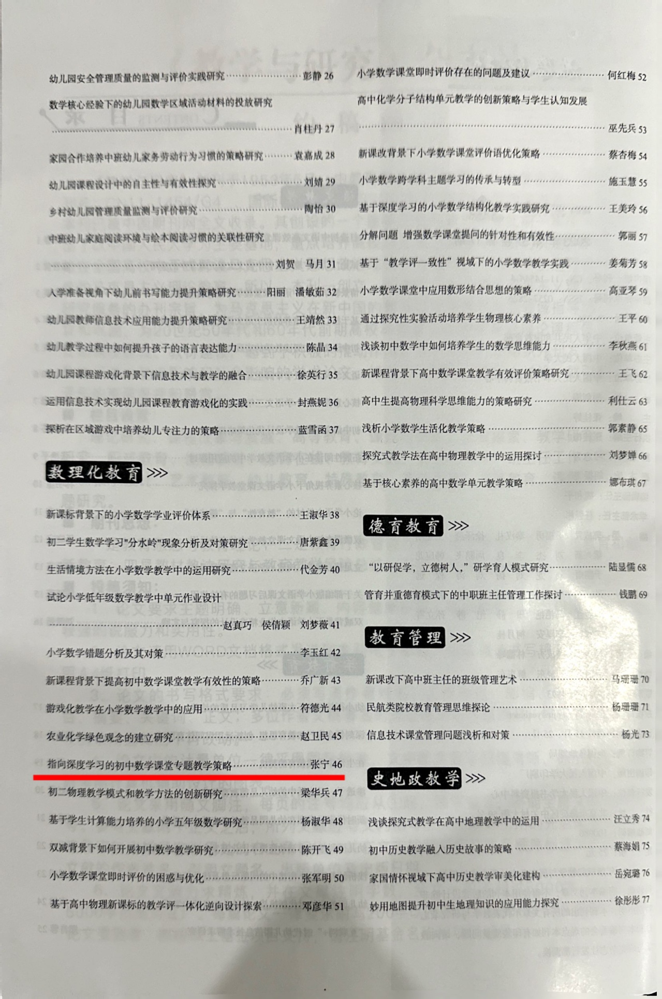 幼儿园安全管理质量的监测与评价实践研究……………………彭静 26
数学核心经验下的幼儿园数学区域活动材料的投放研究
……………………肖柱丹 27
家园合作培养中班幼儿家务劳动行为习惯的策略研究………袁嘉成 28
幼儿园课程设计中的自主性与有效性探究……………………刘婧 29
乡村幼儿园管理质量监测与评价研究……………………陶怡 30
中班幼儿家庭阅读环境与绘本阅读习惯的关联性研究
……………………刘贺 马月 31
入学准备视角下幼儿前书写能力提升策略研究………阳丽 潘敏茹 32
幼儿园教师信息技术应用能力提升策略研究……………………王靖然 33
幼儿教学过程中如何提升孩子的语言表达能力……………………陈晶 34
幼儿园课程游戏化背景下信息技术与教学的融合……………徐英行 35
运用信息技术实现幼儿园课程教育游戏化的实践……………封燕妮 36
探析在区域游戏中培养幼儿专注力的策略……………………蓝雪函 37
数理化教育 >>>
新课标背景下的小学数学学业评价体系……………………王淑华 38
初二学生数学学习"分水岭"现象分析及对策研究……………唐紫鑫 39
生活情境方法在小学数学教学中的运用研究……………………代金芳 40
试论小学低年级数学教学中单元作业设计
……………………赵真巧 侯倩颖 刘梦薇 41
小学数学错题分析及其对策……………………李玉红 42
新课程背景下提高初中数学课堂教学有效性的策略…………乔广新 43
游戏化教学在小学数学教学中的应用……………………符德光 44
农业化学绿色观念的建立研究……………………赵卫民 45
指向深度学习的初中数学课堂专题教学策略……………………张宁 46
初二物理教学模式和教学方法的创新研究……………………梁华兵 47
基于学生计算能力培养的小学五年级数学研究……………………杨淑华 48
双减背景下如何开展初中数学教学研究……………………陈开飞 49
小学数学课堂即时评价的困惑与优化……………………张军明 50
基于高中物理新课标的教学评一体化逆向设计探索…………邓彦华 51
小学数学课堂即时评价存在的问题及建议……………………何红梅 52
高中化学分子结构单元教学的创新策略与学生认知发展
……………………巫先兵 53
新课改背景下小学数学课堂评价语优化策略……………………蔡杏梅 54
小学数学跨学科主题学习的传承与转型……………………施玉慧 55
基于深度学习的小学数学结构化教学实践研究……………………王美玲 56
分解问题 增强数学课堂提问的针对性和有效性……………………郭丽 57
基于“教学评一致性”视域下的小学数学教学实践…………姜菊芳 58
小学数学课堂中应用数形结合思想的策略……………………高亚琴 59
通过探究性实验活动培养学生物理核心素养……………………王平 60
浅谈初中数学中如何培养学生的数学思维能力……………………李秋燕 61
新课程背景下高中数学课堂教学有效评价策略研究……………王飞 62
高中生提高物理科学思维能力的策略研究……………………利仕云 63
浅析小学数学生活化教学策略……………………郭素静 65
探究式教学法在高中物理教学中的运用探讨……………………刘梦婵 66
基于核心素养的高中数学单元教学策略……………………娜布琪 67
德育教育 >>>
“以研促学，立德树人，”研学育人模式研究……………………陆显儒 68
管育并重德育模式下的中职班主任管理工作探讨……………………钱鹏 69
教育管理 >>>
新课改下高中班主任的班级管理艺术……………………马珊珊 70
民航类院校教育管理思维探论……………………杨珊珊 71
信息技术课堂管理问题浅析和对策……………………杨光 73
史地政教学 >>>
浅谈探究式教学在高中地理教学中的运用……………………汪立秀 74
初中历史教学融入历史故事的策略……………………蔡海娟 75
家国情怀视域下高中历史教学审美化建构……………………岳宛璐 76
妙用地图提升初中生地理知识的应用能力探究……………………徐彤彤 77